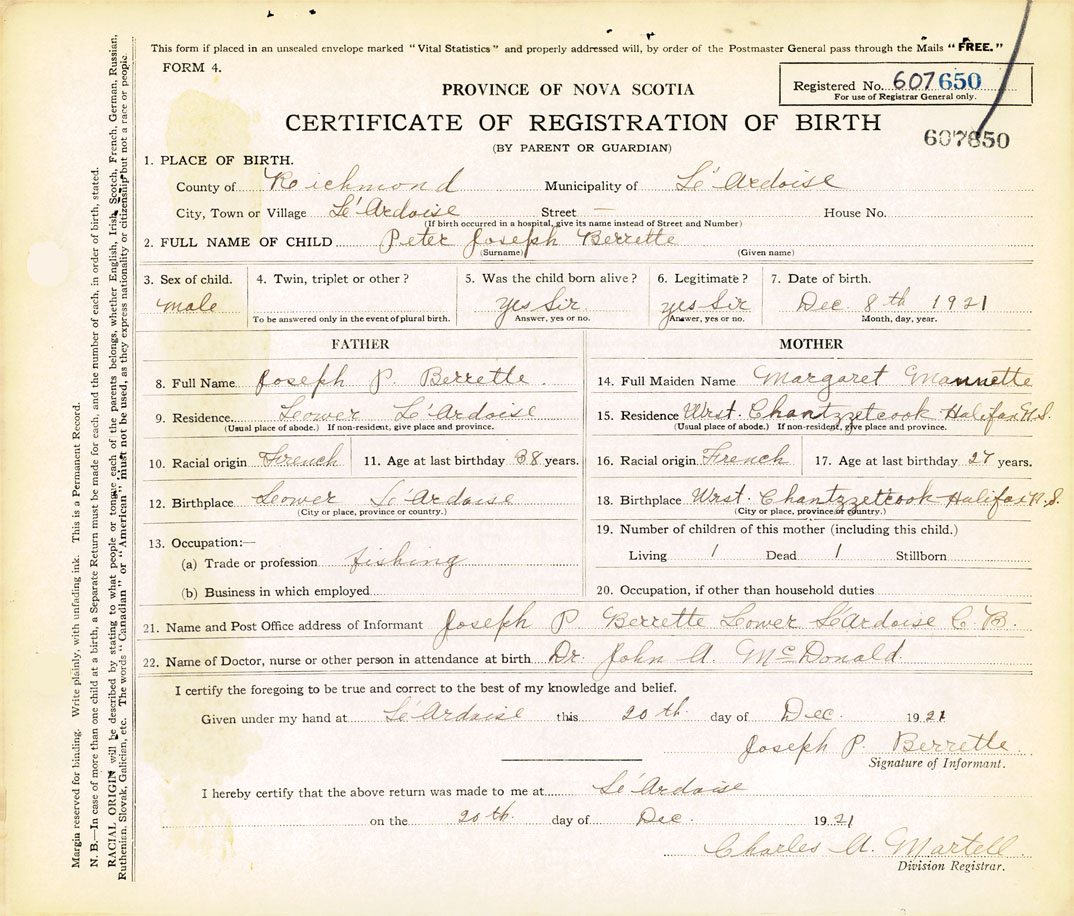 This form if placed in an unsealed envelope marked "Vital Statistics" and properly addressed will, by order of the Postmaster General pass through the Mails "FREE."
FORM 4.
Registered No. 607650
For use of Registrar General only.
PROVINCE OF NOVA SCOTIA
CERTIFICATE OF REGISTRATION OF BIRTH
607850
(BY PARENT OR GUARDIAN)
1. PLACE OF BIRTH.
County of Reichmond Municipality of Le'Ardoise
City, Town or Village Le'Ardoise Street — House No.
(If birth occurred in a hospital, give its name instead of Street and Number)
2. FULL NAME OF CHILD Peter Joseph Berrette
(Surname) (Given name)
3. Sex of child. 4. Twin, triplet or other? 5. Was the child born alive? 6. Legitimate? 7. Date of birth.
male yes Sir yes Sir Dec. 8th 1921
To be answered only in the event of plural birth. Answer, yes or no. Answer, yes or no. Month, day, year.
FATHER MOTHER
8. Full Name Joseph P. Berrette. 14. Full Maiden Name Margaret Mannette
9. Residence. Leower Le'Ardoise 15. Residence West. Chantzzetcook Halifax N.S.
(Usual place of abode.) If non-resident, give place and province. (Usual place of abode.) If non-resident, give place and province.
10. Racial origin French 11. Age at last birthday 38 years. 16. Racial origin French 17. Age at last birthday 27 years.
12. Birthplace Leower Le'Ardoise 18. Birthplace West. Chantzzetcook Halifax N.S.
(City or place, province or country.) (City or place, province or country.)
19. Number of children of this mother (including this child.)
13. Occupation:—
(a) Trade or profession fishing Living 1 Dead 1 Stillborn
(b) Business in which employed 20. Occupation, if other than household duties
21. Name and Post Office address of Informant Joseph P Berrette Lower Le'Ardoise C.B.
22. Name of Doctor, nurse or other person in attendance at birth Dr. John A. McDonald
I certify the foregoing to be true and correct to the best of my knowledge and belief.
Given under my hand at Le'Ardoise this 20th. day of Dec. 1921
Joseph P. Berrette.
Signature of Informant.
I hereby certify that the above return was made to me at Le'Ardoise
on the 20th. day of Dec. 1921
Charles A. Martell.
Division Registrar.
Margin reserved for binding. Write plainly, with unfading ink. This is a Permanent Record.
N. B.—In case of more than one child at a birth, a Separate Return must be made for each, and the number of each, in order of birth, stated.
RACIAL ORIGIN will be described by stating to what people or tongue each of the parents belongs, whether English, Irish, Scotch, French, German, Russian,
Ruthenian, Slovak, Galician, etc. The words "Canadian" or "American" must not be used, as they express nationality or citizenship but not a race or people